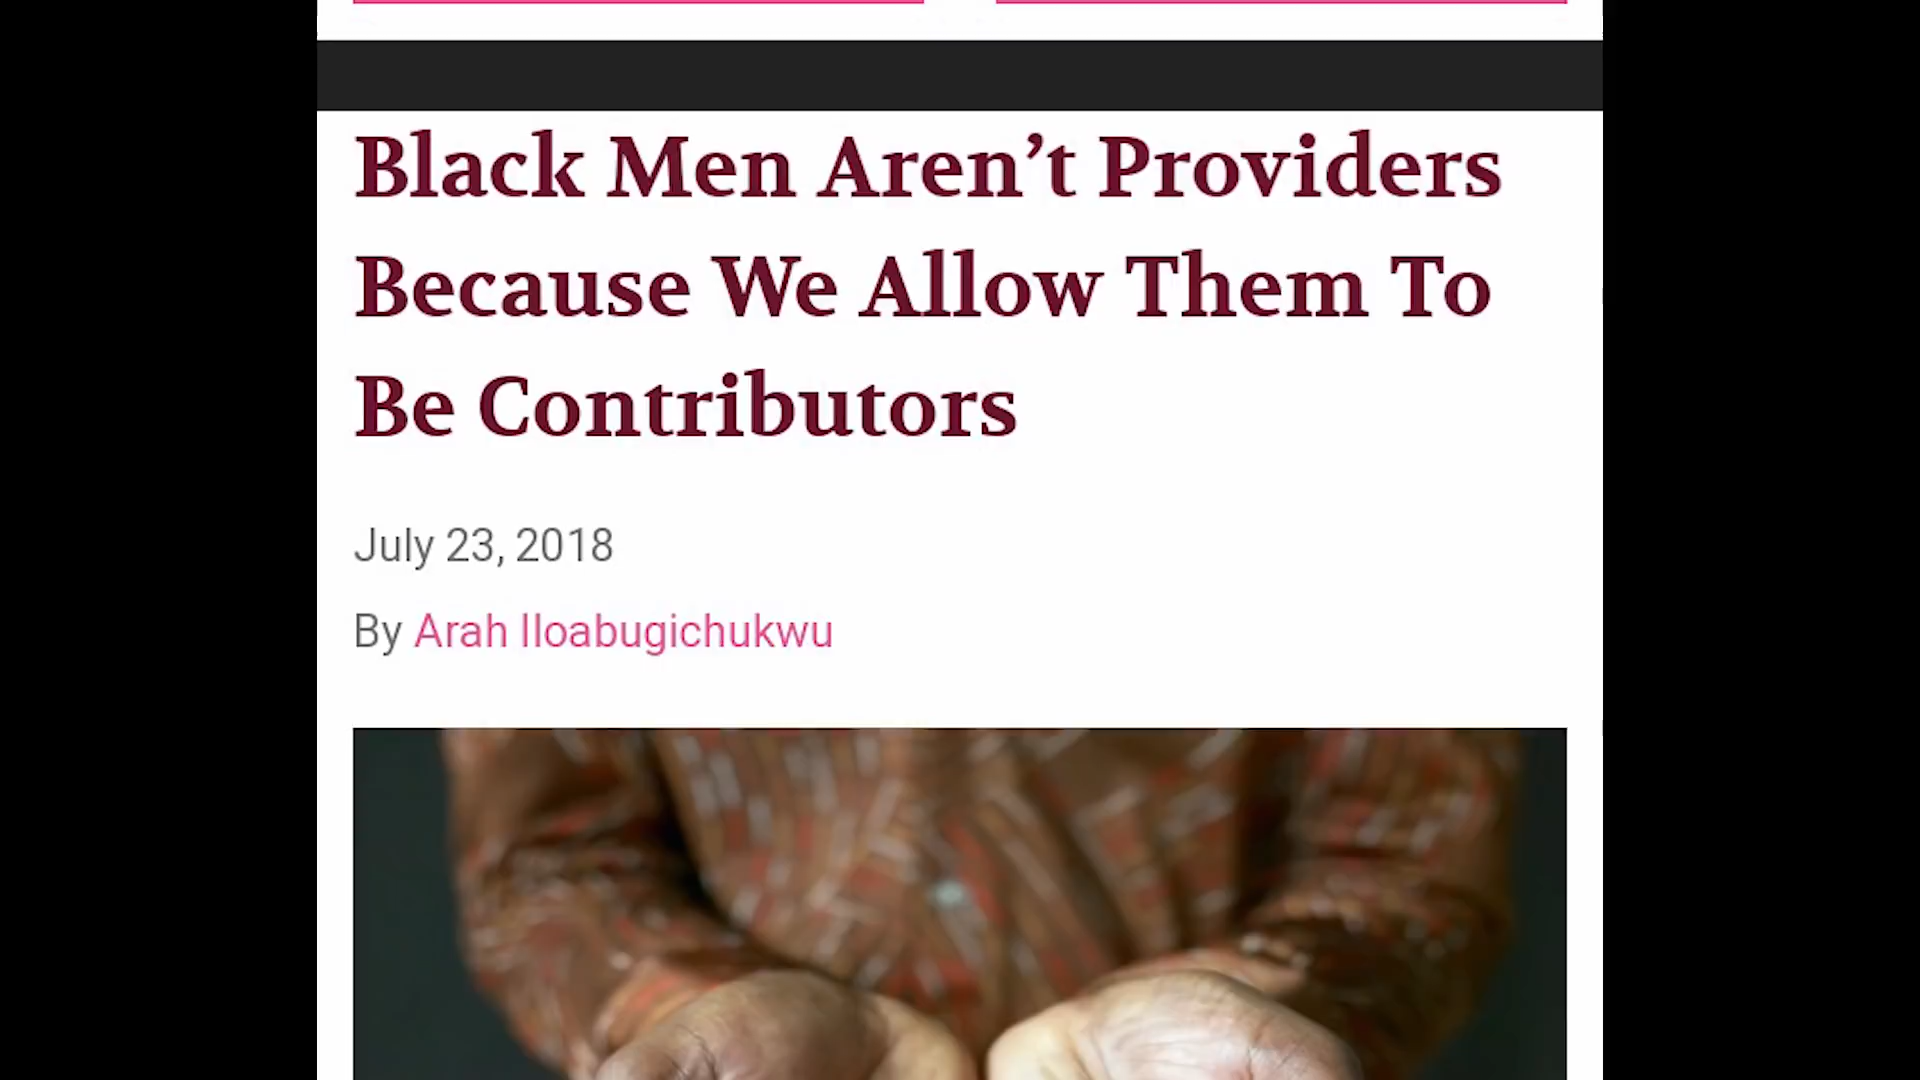 Black Men Aren’t Providers
Because We Allow Them To
Be Contributors
July 23, 2018
By Arah Iloabugichukwu